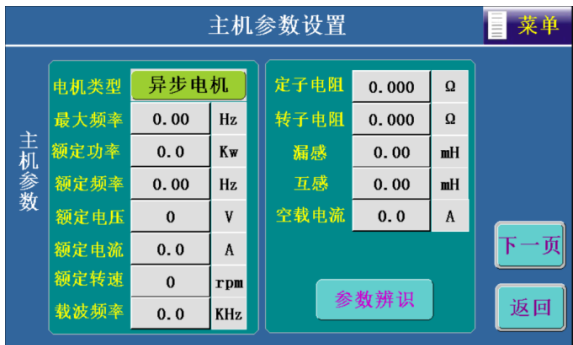 主机参数设置
菜单
主机参数
电机类型 异步电机
最大频率 0.00 Hz
额定功率 0.0 Kw
额定频率 0.00 Hz
额定电压 0 V
额定电流 0.0 A
额定转速 0 rpm
载波频率 0.0 KHz
定子电阻 0.000 Ω
转子电阻 0.000 Ω
漏感 0.00 mH
互感 0.00 mH
空载电流 0.0 A
参数辨识
下一页
返回